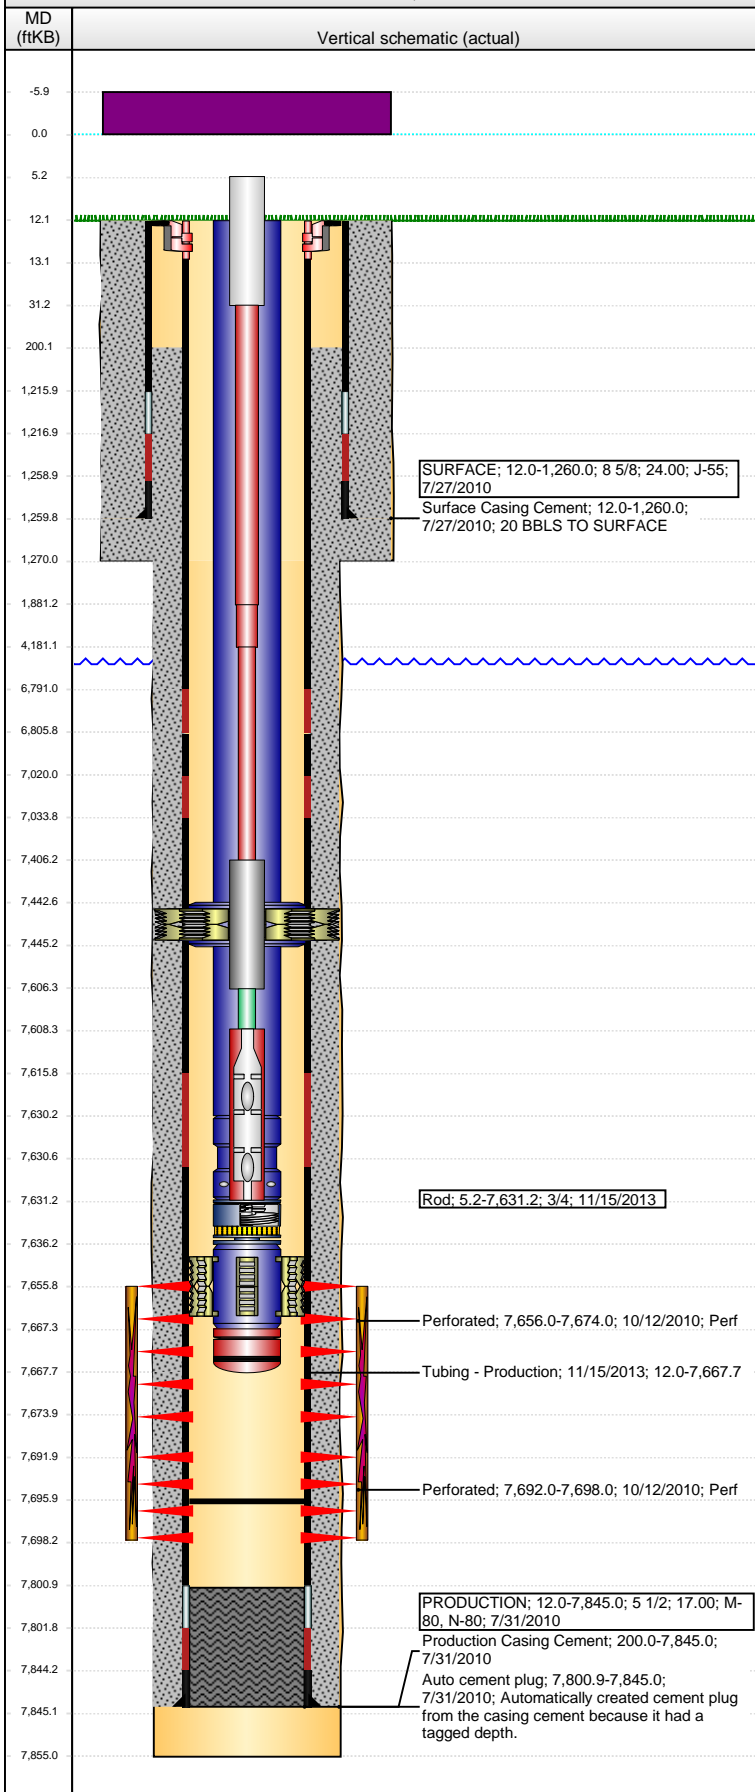 MD
(ftKB)
Vertical schematic (actual)
-5.9
0.0
5.2
12.1
13.1
31.2
200.1
1,215.9
1,216.9
SURFACE; 12.0-1,260.0; 8 5/8; 24.00; J-55;
7/27/2010
1,258.9
Surface Casing Cement; 12.0-1,260.0;
7/27/2010; 20 BBLS TO SURFACE
1,259.8
1,270.0
1,881.2
4,181.1
6,791.0
6,805.8
7,020.0
7,033.8
7,406.2
7,442.6
7,445.2
7,606.3
7,608.3
7,615.8
7,630.2
7,630.6
7,631.2
Rod; 5.2-7,631.2; 3/4; 11/15/2013
7,636.2
7,655.8
7,667.3
Perforated; 7,656.0-7,674.0; 10/12/2010; Perf
7,667.7
Tubing - Production; 11/15/2013; 12.0-7,667.7
7,673.9
7,691.9
Perforated; 7,692.0-7,698.0; 10/12/2010; Perf
7,695.9
7,698.2
7,800.9
PRODUCTION; 12.0-7,845.0; 5 1/2; 17.00; M-
80, N-80; 7/31/2010
7,801.8
Production Casing Cement; 200.0-7,845.0;
7/31/2010
7,844.2
Auto cement plug; 7,800.9-7,845.0;
7/31/2010; Automatically created cement plug
from the casing cement because it had a
tagged depth.
7,845.1
7,855.0